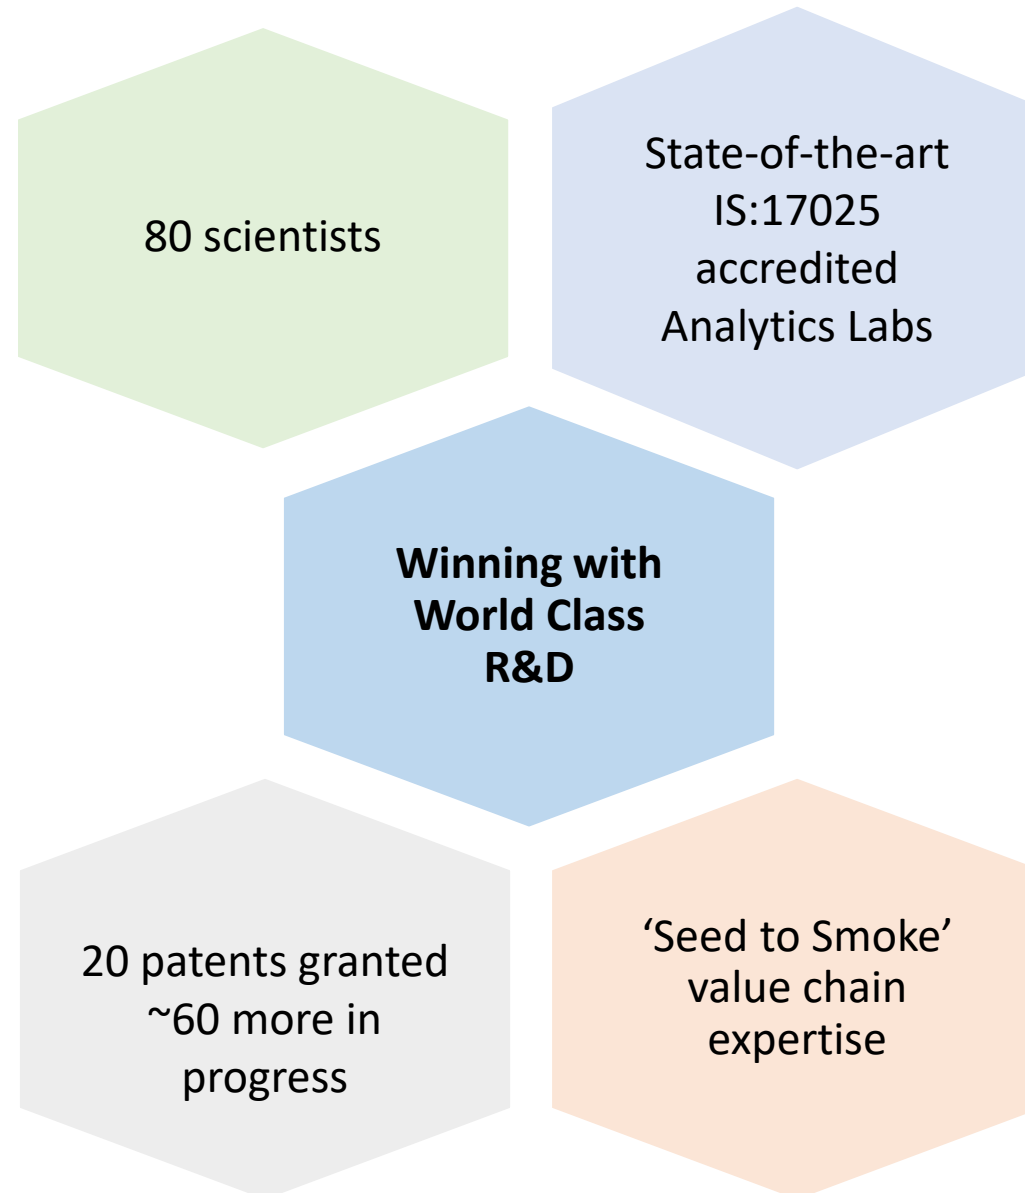 80 scientists
State-of-the-art
IS:17025
accredited
Analytics Labs
Winning with
World Class
R&D
20 patents granted
~60 more in
progress
‘Seed to Smoke’
value chain
expertise